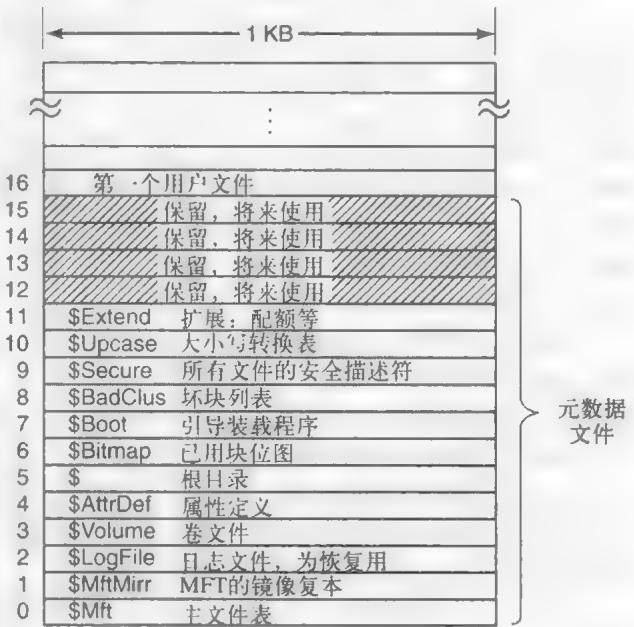 1 KB
⋮
16 第一个用户文件
15 保留，将来使用
14 保留，将来使用
13 保留，将来使用
12 保留，将来使用
11 $Extend 扩展：配额等
10 $Upcase 大小写转换表
9 $Secure 所有文件的安全描述符
8 $BadClus 坏块列表
7 $Boot 引导装载程序
6 $Bitmap 已用块位图
5 $ 根目录
4 $AttrDef 属性定义
3 $Volume 卷文件
2 $LogFile 日志文件，为恢复用
1 $MftMirr MFT的镜像复本
0 $Mft 主文件表
元数据
文件